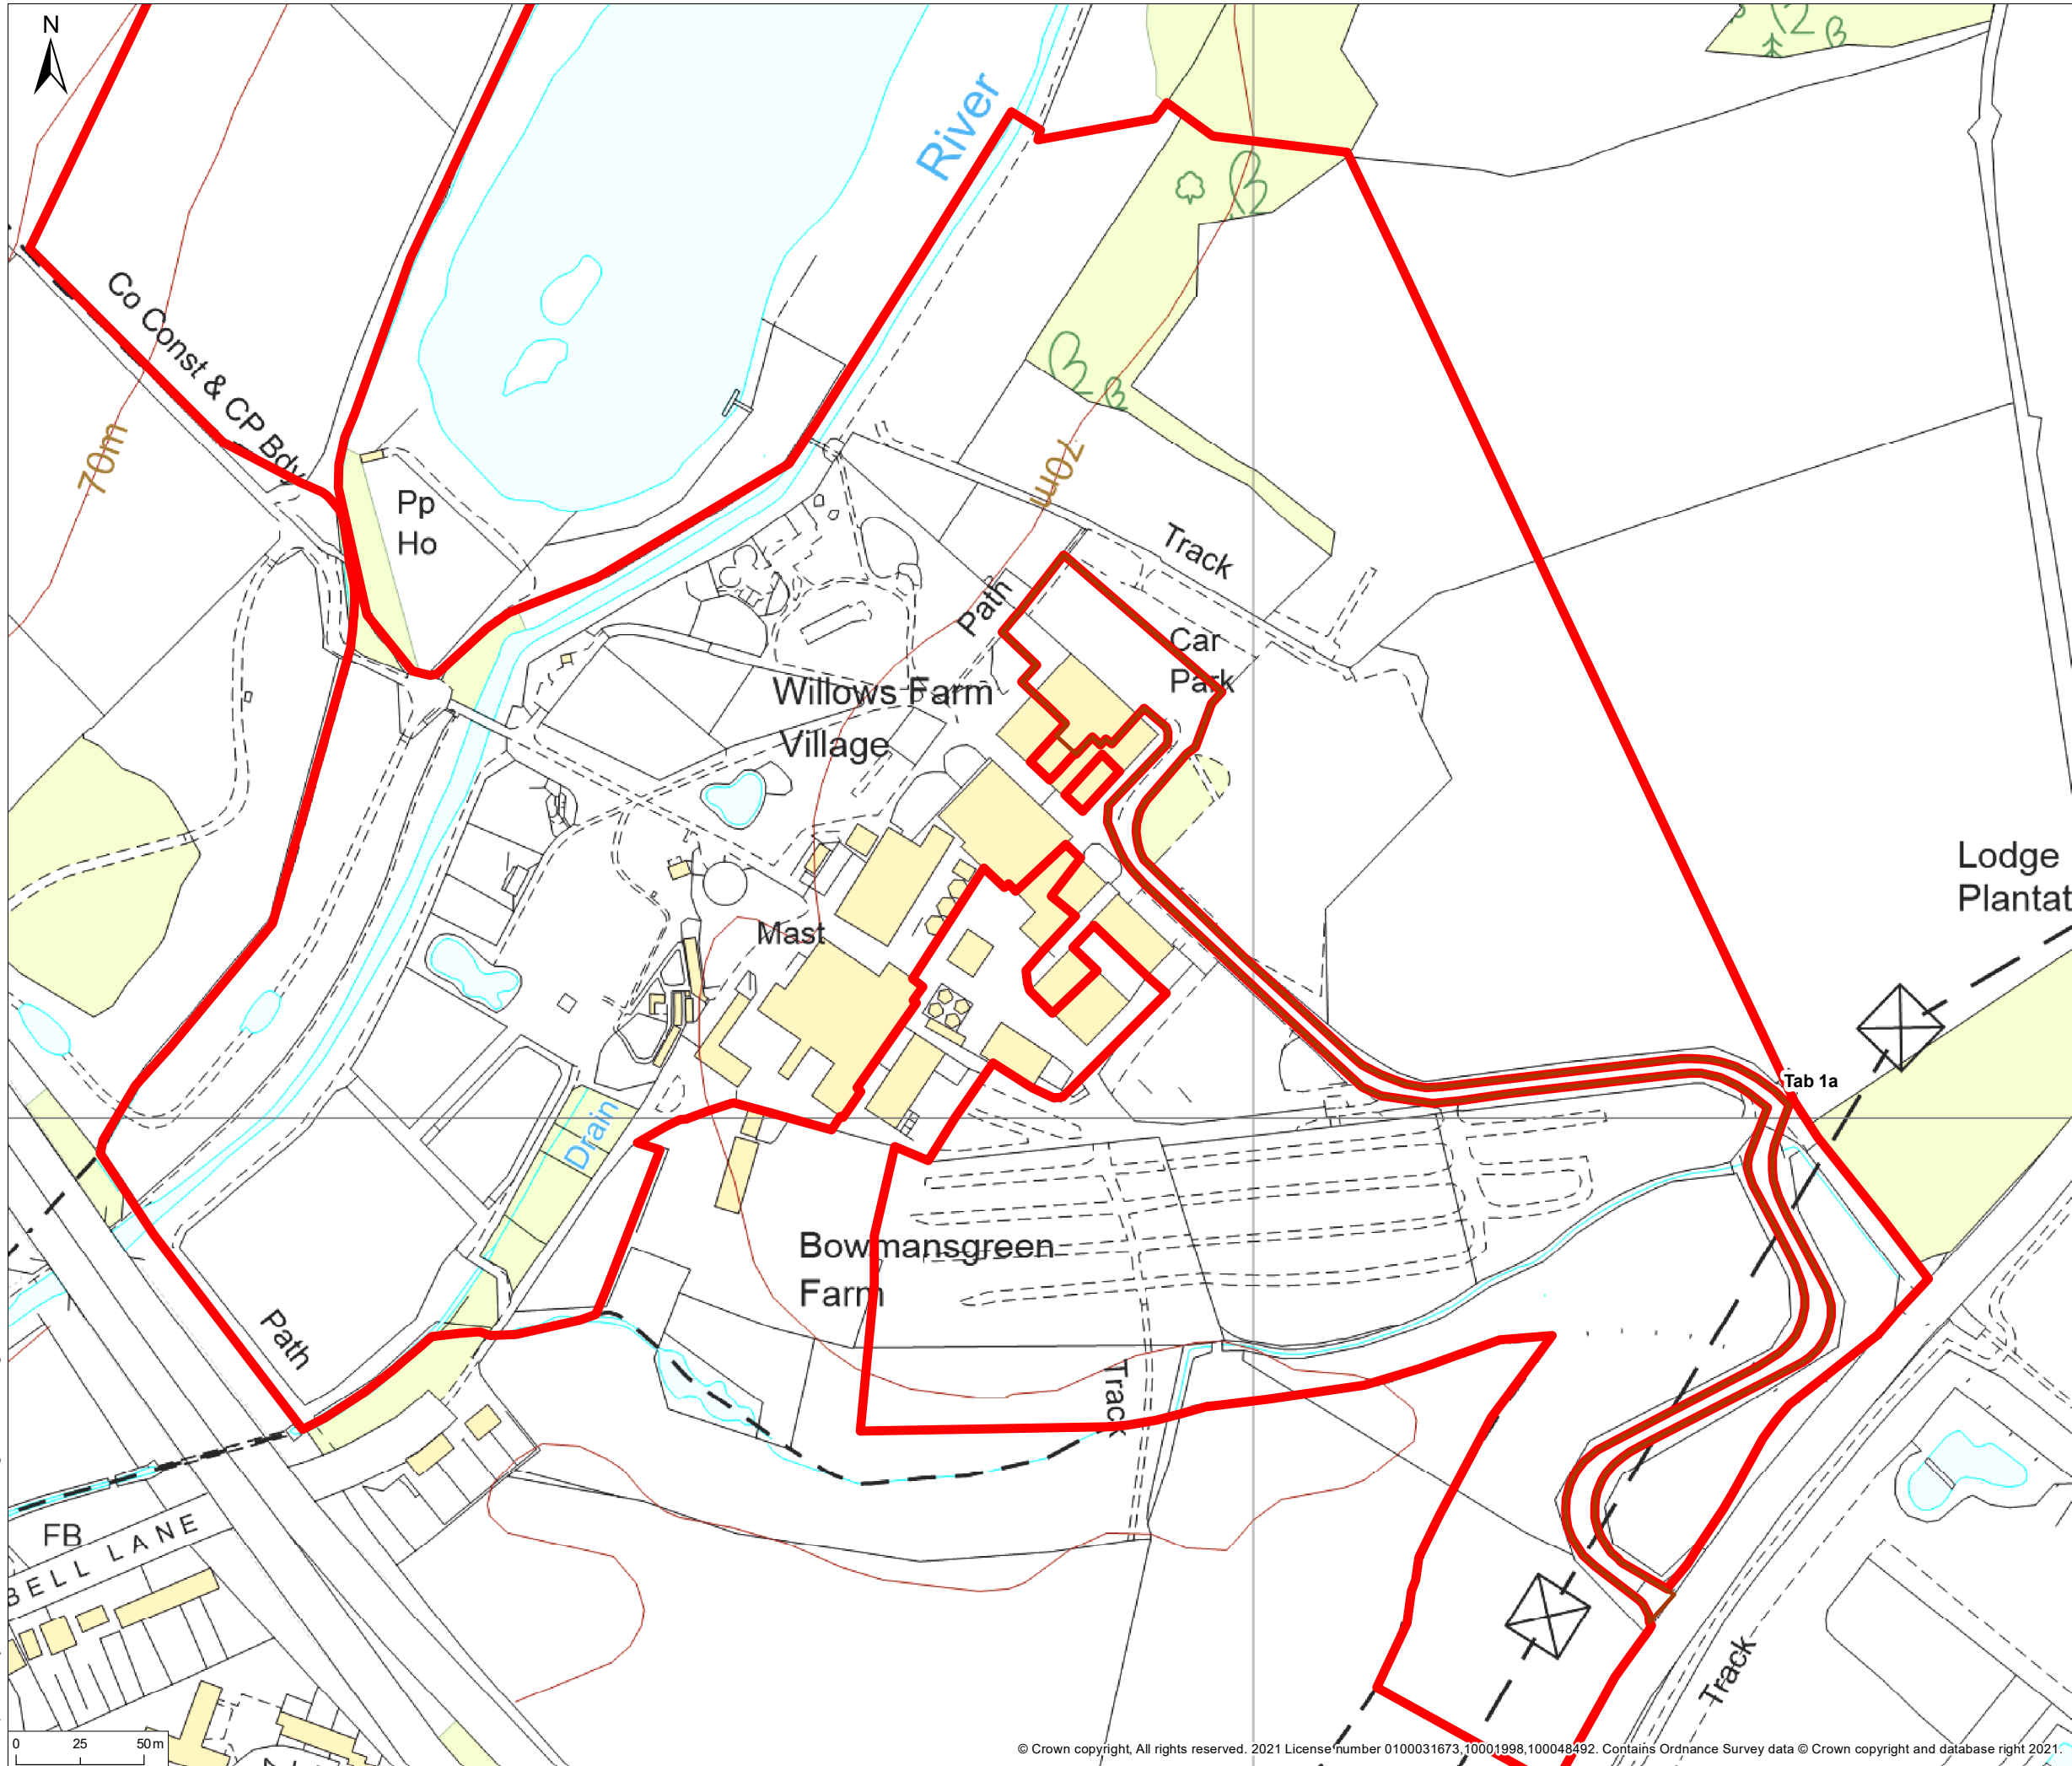 N
River
Co Const & CP Bdy
70m
Pp
Ho
70m
Track
Path
Car
Park
Willows Farm
Village
Lodge
Plantat
Mast
Tab 1a
Drain
Bowmansgreen
Farm
Path
Track
FB
BELL LANE
Track
0 25 50m
© Crown copyright, All rights reserved. 2021 License number 0100031673,10001998,100048492. Contains Ordnance Survey data © Crown copyright and database right 2021.